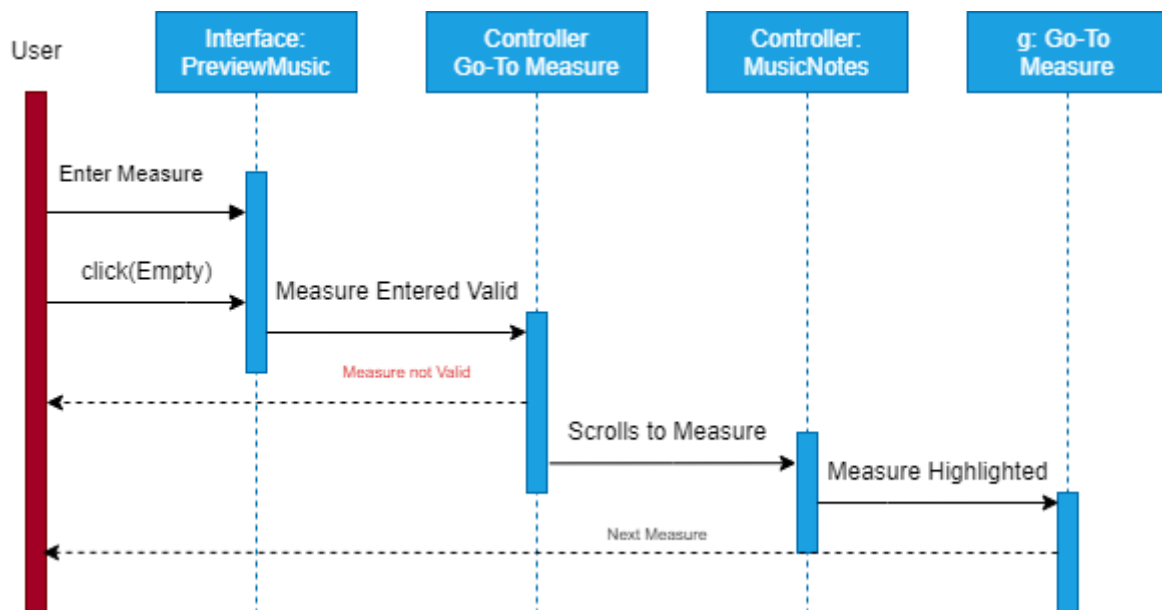 User
Interface:
PreviewMusic
Controller
Go-To Measure
Controller:
MusicNotes
g: Go-To
Measure
Enter Measure
click(Empty)
Measure Entered Valid
Measure not Valid
Scrolls to Measure
Measure Highlighted
Next Measure